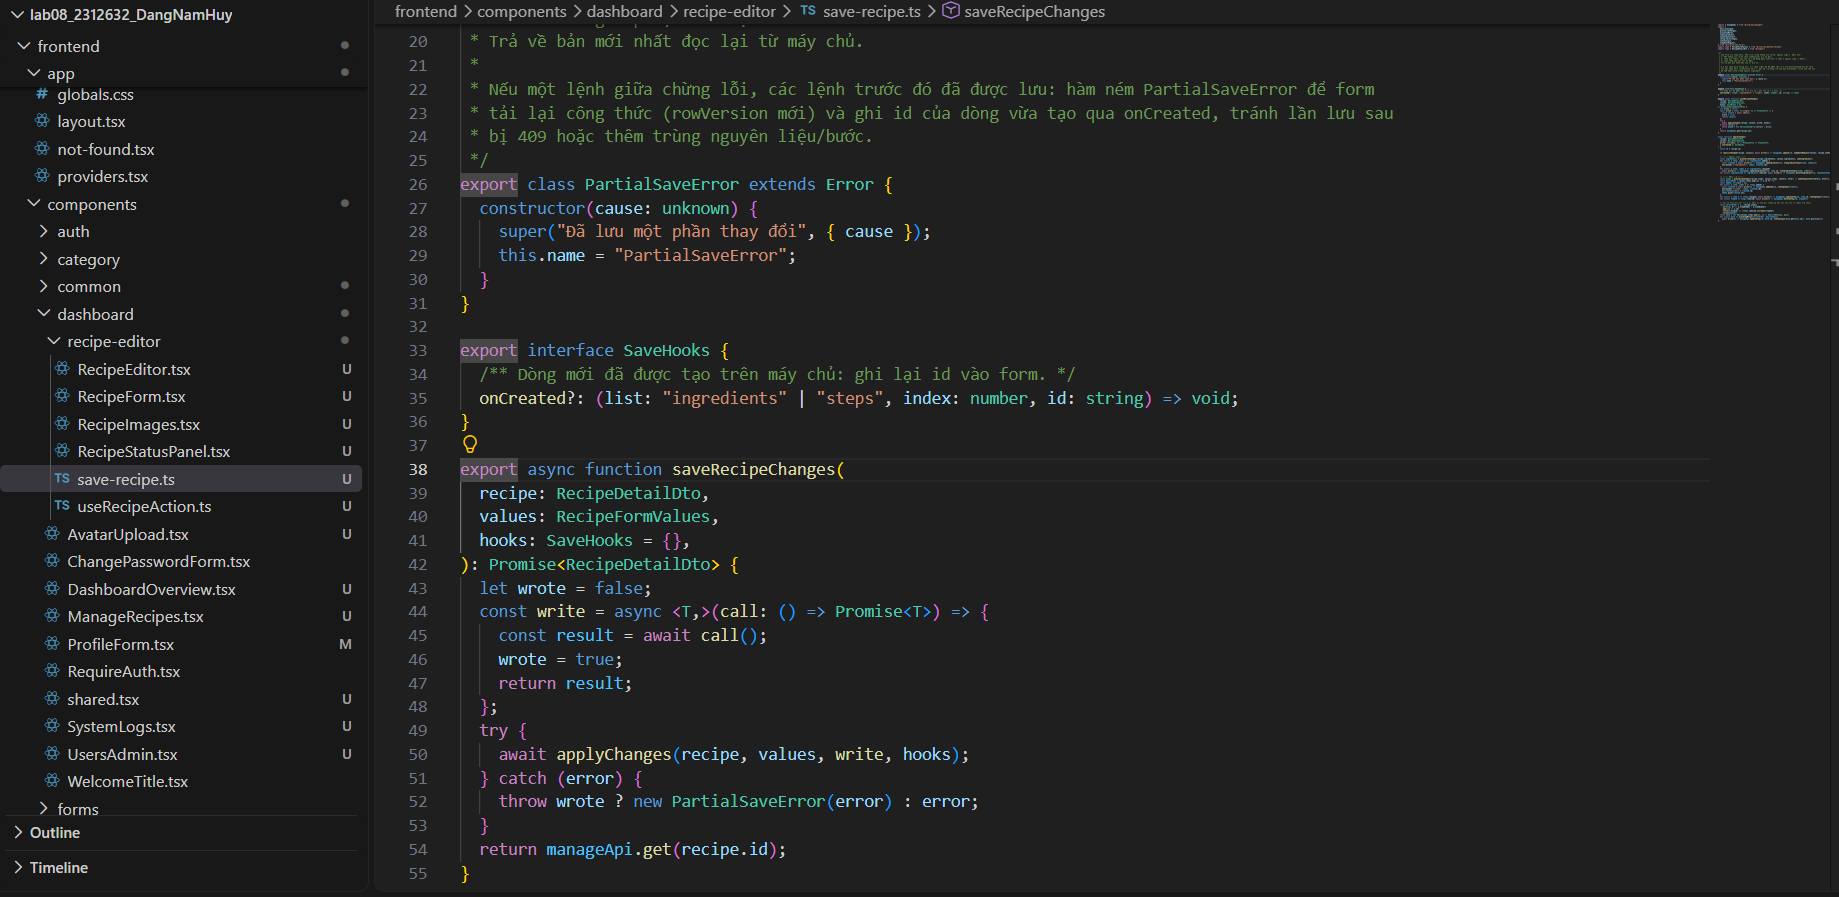 lab08_2312632_DangNamHuy
frontend
app
globals.css
layout.tsx
not-found.tsx
providers.tsx
components
auth
category
common
dashboard
recipe-editor
RecipeEditor.tsx U
RecipeForm.tsx U
RecipeImages.tsx U
RecipeStatusPanel.tsx U
TS save-recipe.ts U
TS useRecipeAction.ts U
AvatarUpload.tsx U
ChangePasswordForm.tsx
DashboardOverview.tsx U
ManageRecipes.tsx U
ProfileForm.tsx M
RequireAuth.tsx
shared.tsx U
SystemLogs.tsx U
UsersAdmin.tsx U
WelcomeTitle.tsx
forms
Outline
Timeline
frontend > components > dashboard > recipe-editor > TS save-recipe.ts > saveRecipeChanges
20 * Trả về bản mới nhất đọc lại từ máy chủ.
21 *
22 * Nếu một lệnh giữa chừng lỗi, các lệnh trước đó đã được lưu: hàm ném PartialSaveError để form
23 * tải lại công thức (rowVersion mới) và ghi id của dòng vừa tạo qua onCreated, tránh lần lưu sau
24 * bị 409 hoặc thêm trùng nguyên liệu/bước.
25 */
26 export class PartialSaveError extends Error {
27 constructor(cause: unknown) {
28 super("Đã lưu một phần thay đổi", { cause });
29 this.name = "PartialSaveError";
30 }
31 }
32
33 export interface SaveHooks {
34 /** Dòng mới đã được tạo trên máy chủ: ghi lại id vào form. */
35 onCreated?: (list: "ingredients" | "steps", index: number, id: string) => void;
36 }
37
38 export async function saveRecipeChanges(
39 recipe: RecipeDetailDto,
40 values: RecipeFormValues,
41 hooks: SaveHooks = {},
42 ): Promise<RecipeDetailDto> {
43 let wrote = false;
44 const write = async <T,>(call: () => Promise<T>) => {
45 const result = await call();
46 wrote = true;
47 return result;
48 };
49 try {
50 await applyChanges(recipe, values, write, hooks);
51 } catch (error) {
52 throw wrote ? new PartialSaveError(error) : error;
53 }
54 return manageApi.get(recipe.id);
55 }